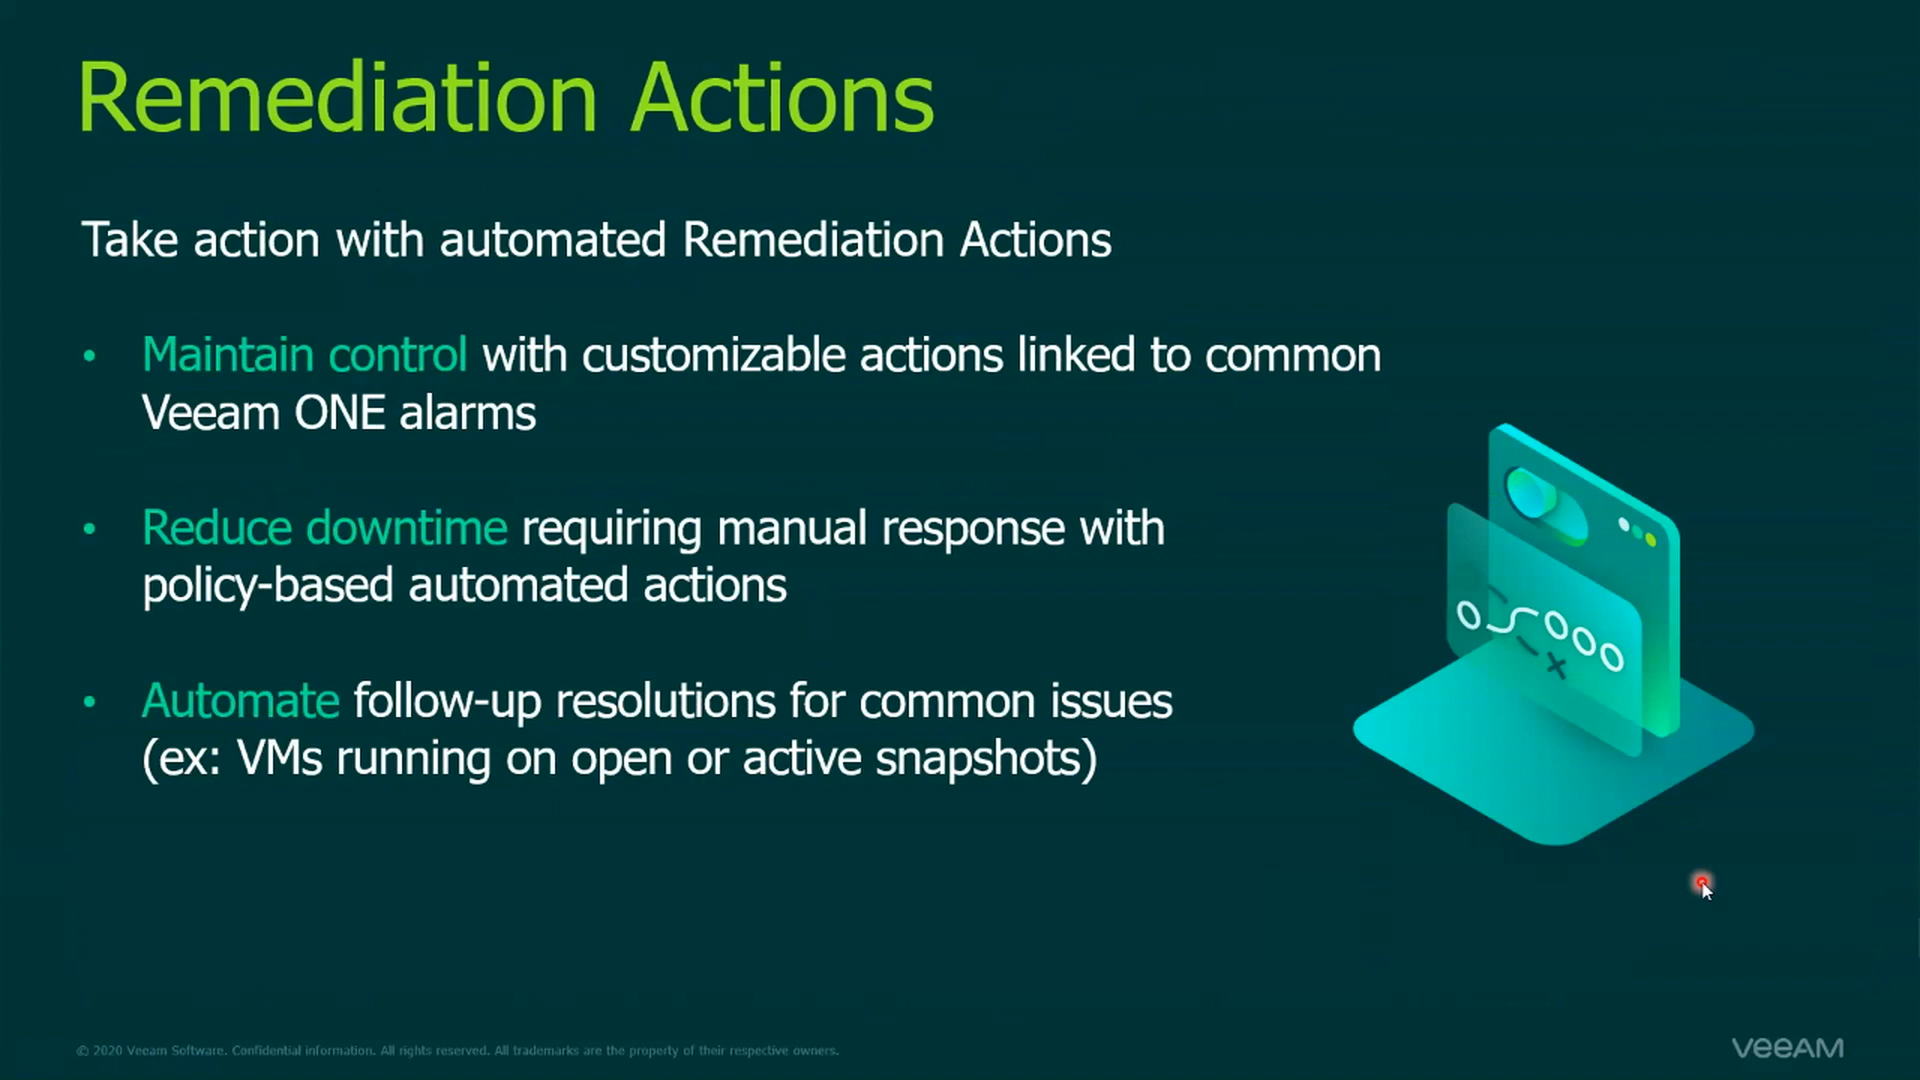 Remediation Actions
Take action with automated Remediation Actions
• Maintain control with customizable actions linked to common
Veeam ONE alarms
• Reduce downtime requiring manual response with
policy-based automated actions
• Automate follow-up resolutions for common issues
(ex: VMs running on open or active snapshots)
© 2020 Veeam Software. Confidential information. All rights reserved. All trademarks are the property of their respective owners.
veeAM